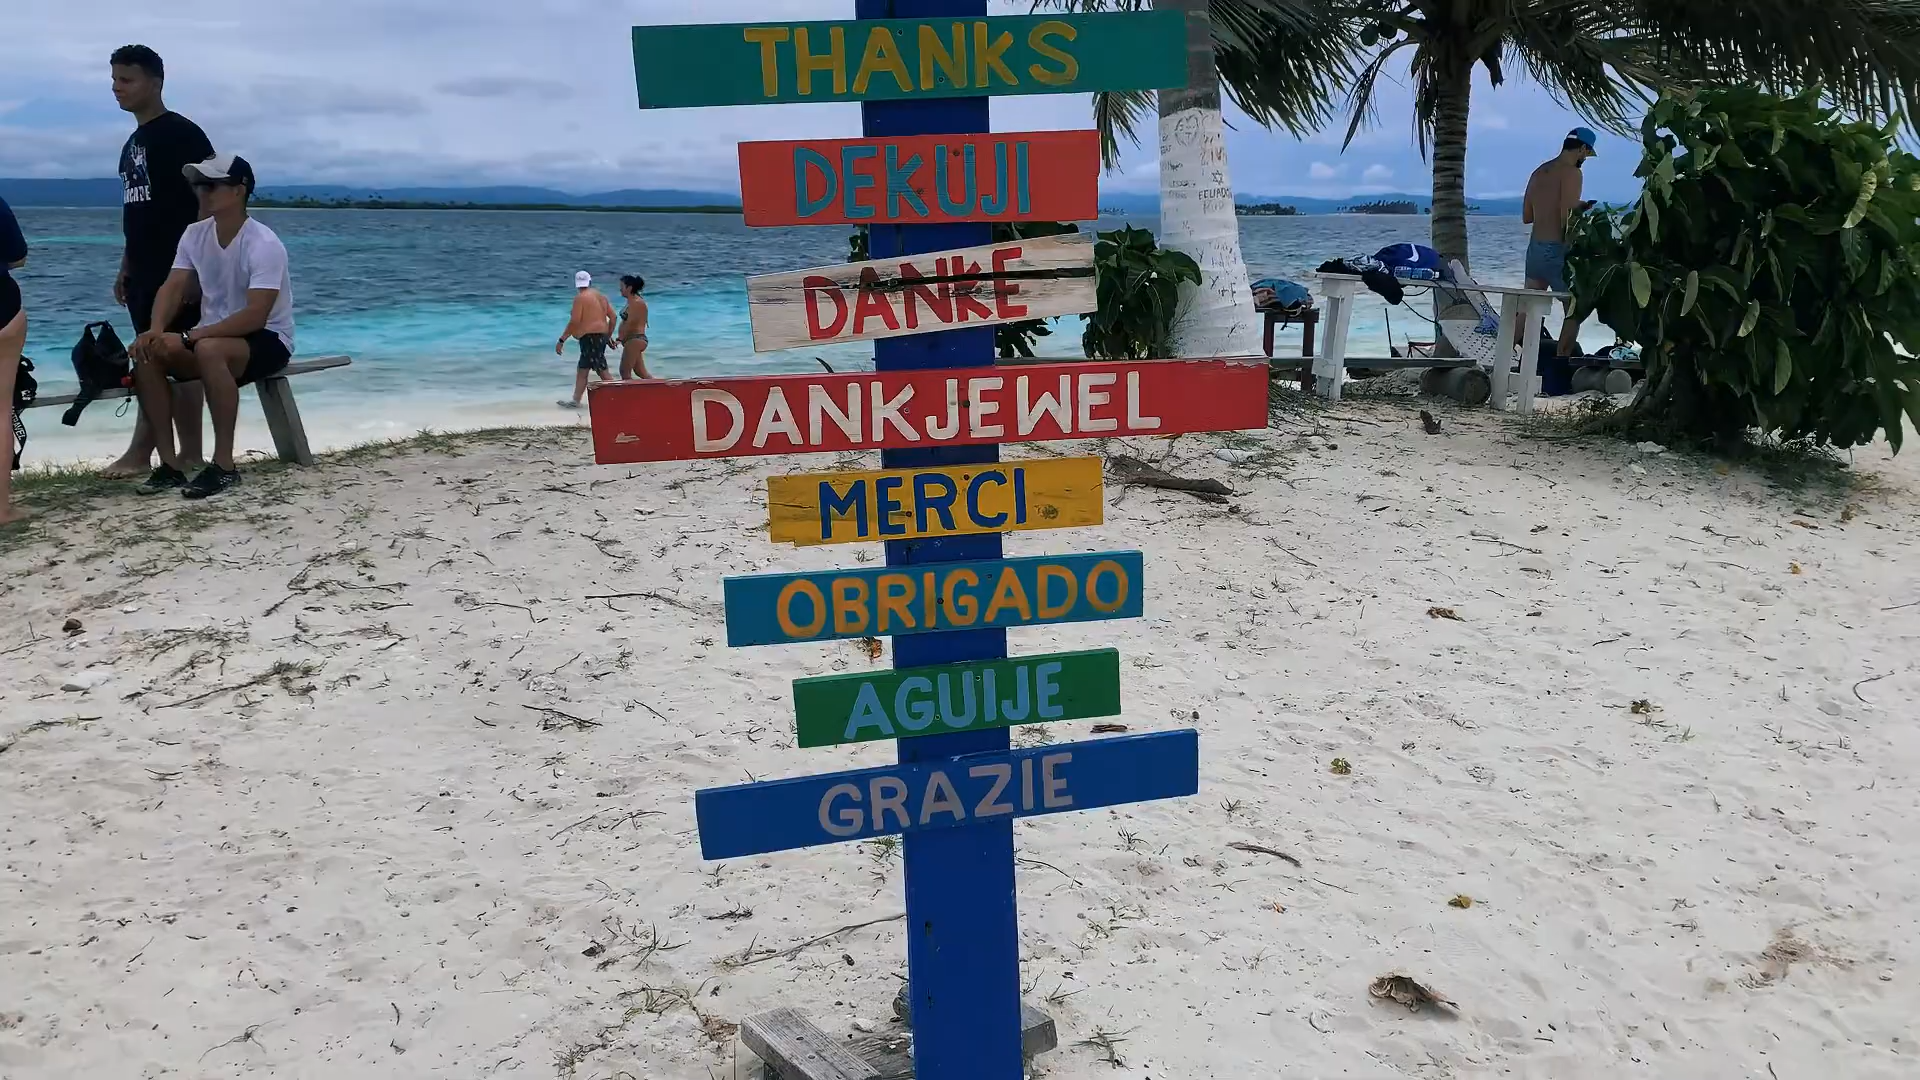 THANKS
DEKUJI
DANKE
DANKJEWEL
MERCI
OBRIGADO
AGUIJE
GRAZIE